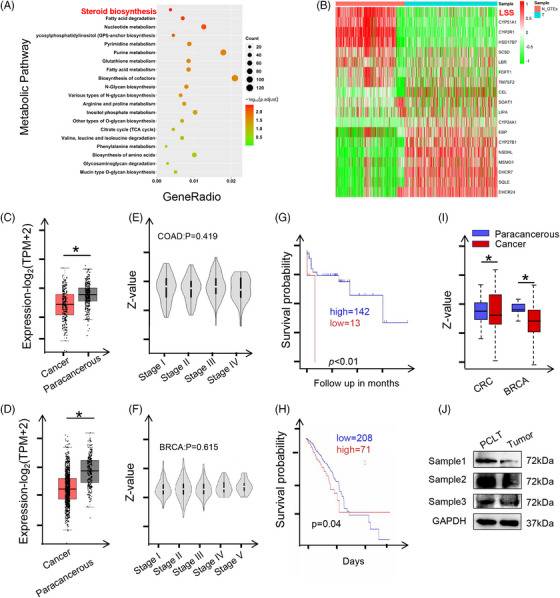 (A)
Steroid biosynthesis
Fatty acid degradation
Nucleotide metabolism
ycosylphosphatidylinositol (GPI)-anchor biosynthesis
Pyrimidine metabolism
Purine metabolism
Glutathione metabolism
Fatty acid metabolism
Biosynthesis of cofactors
N-Glycan biosynthesis
Various types of N-glycan biosynthesis
Arginine and proline metabolism
Inositol phosphate metabolism
Other types of O-glycan biosynthesis
Citrate cycle (TCA cycle)
Valine, leucine and isoleucine degradation
Phenylalanine metabolism
Biosynthesis of amino acids
Glycosaminoglycan degradation
Mucin type O-glycan biosynthesis
Metabolic Pathway
0.00
0.01
0.02
GeneRadio
Count
20
40
60
80
100
120
-log10(p.adjust)
2.0
1.5
1.0
0.5
(B)
Sample
LSS
CYP51A1
CYP2R1
HSD17B7
SC5D
LBR
FDFT1
TM7SF2
CEL
SOAT1
LIPA
CYP24A1
EBP
CYP27B1
NSDHL
MSMO1
DHCR7
SQLE
DHCR24
1
0.5
0
-0.5
-1
Sample
N_GTEx
T
(C)
Expression-log2(TPM+2)
*
Cancer
Paracancerous
(E)
COAD:P=0.419
Z-value
Stage I
Stage II
Stage III
Stage IV
(G)
Survival probability
high=142
low=13
p<0.01
Follow up in months
(I)
Paracancerous
Cancer
*
*
Z-value
CRC
BRCA
(D)
Expression-log2(TPM+2)
*
Cancer
Paracancerous
(F)
BRCA:P=0.615
Z-value
Stage I
Stage II
Stage III
Stage IV
Stage V
(H)
Survival probability
low=208
high=71
p=0.04
Days
(J)
PCLT
Tumor
Sample1
72kDa
Sample2
72kDa
Sample3
72kDa
GAPDH
37kDa